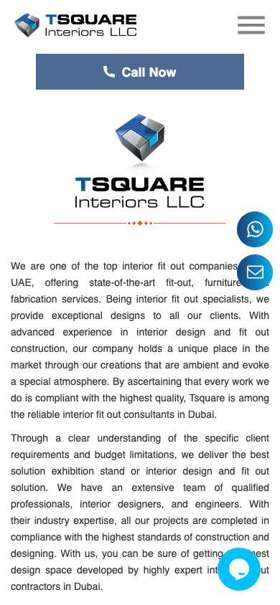 TSQUARE
Interiors LLC
Call Now
TSQUARE
Interiors LLC
We are one of the top interior fit out companies
UAE, offering state-of-the-art fit-out, furniture
fabrication services. Being interior fit out specialists, we
provide exceptional designs to all our clients. With
advanced experience in interior design and fit out
construction, our company holds a unique place in the
market through our creations that are ambient and evoke
a special atmosphere. By ascertaining that every work we
do is compliant with the highest quality, Tsquare is among
the reliable interior fit out consultants in Dubai.
Through a clear understanding of the specific client
requirements and budget limitations, we deliver the best
solution exhibition stand or interior design and fit out
solution. We have an extensive team of qualified
professionals, interior designers, and engineers. With
their industry expertise, all our projects are completed in
compliance with the highest standards of construction and
designing. With us, you can be sure of getting
design space developed by highly expert
contractors in Dubai.